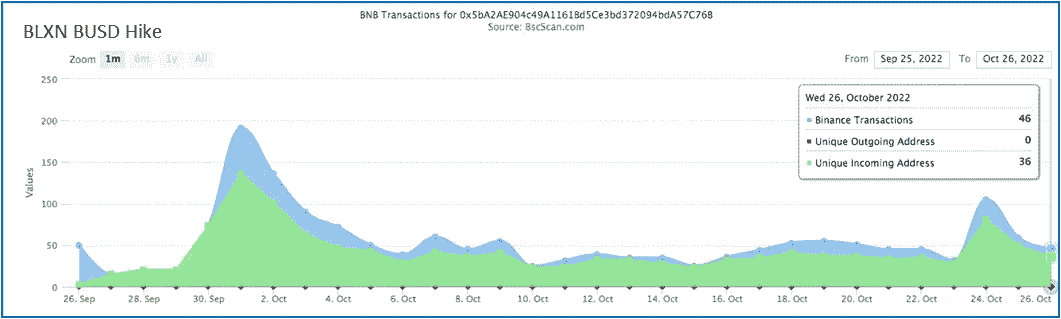 BNB Transactions for 0x5bA2AE904c49A1161Bd5Ce3bd372094bdA57C76B
Source: BscScan.com
BLXN BUSD Hike
Zoom 1m 6m 1y All
From Sep 25, 2022 To Oct 26, 2022
250
200
150
100
50
0
Values
Wed 26, October 2022
Binance Transactions 46
Unique Outgoing Address 0
Unique Incoming Address 36
26. Sep 28. Sep 30. Sep 2. Oct 4. Oct 6. Oct 8. Oct 10. Oct 12. Oct 14. Oct 16. Oct 18. Oct 20. Oct 22. Oct 24. Oct 26. Oct